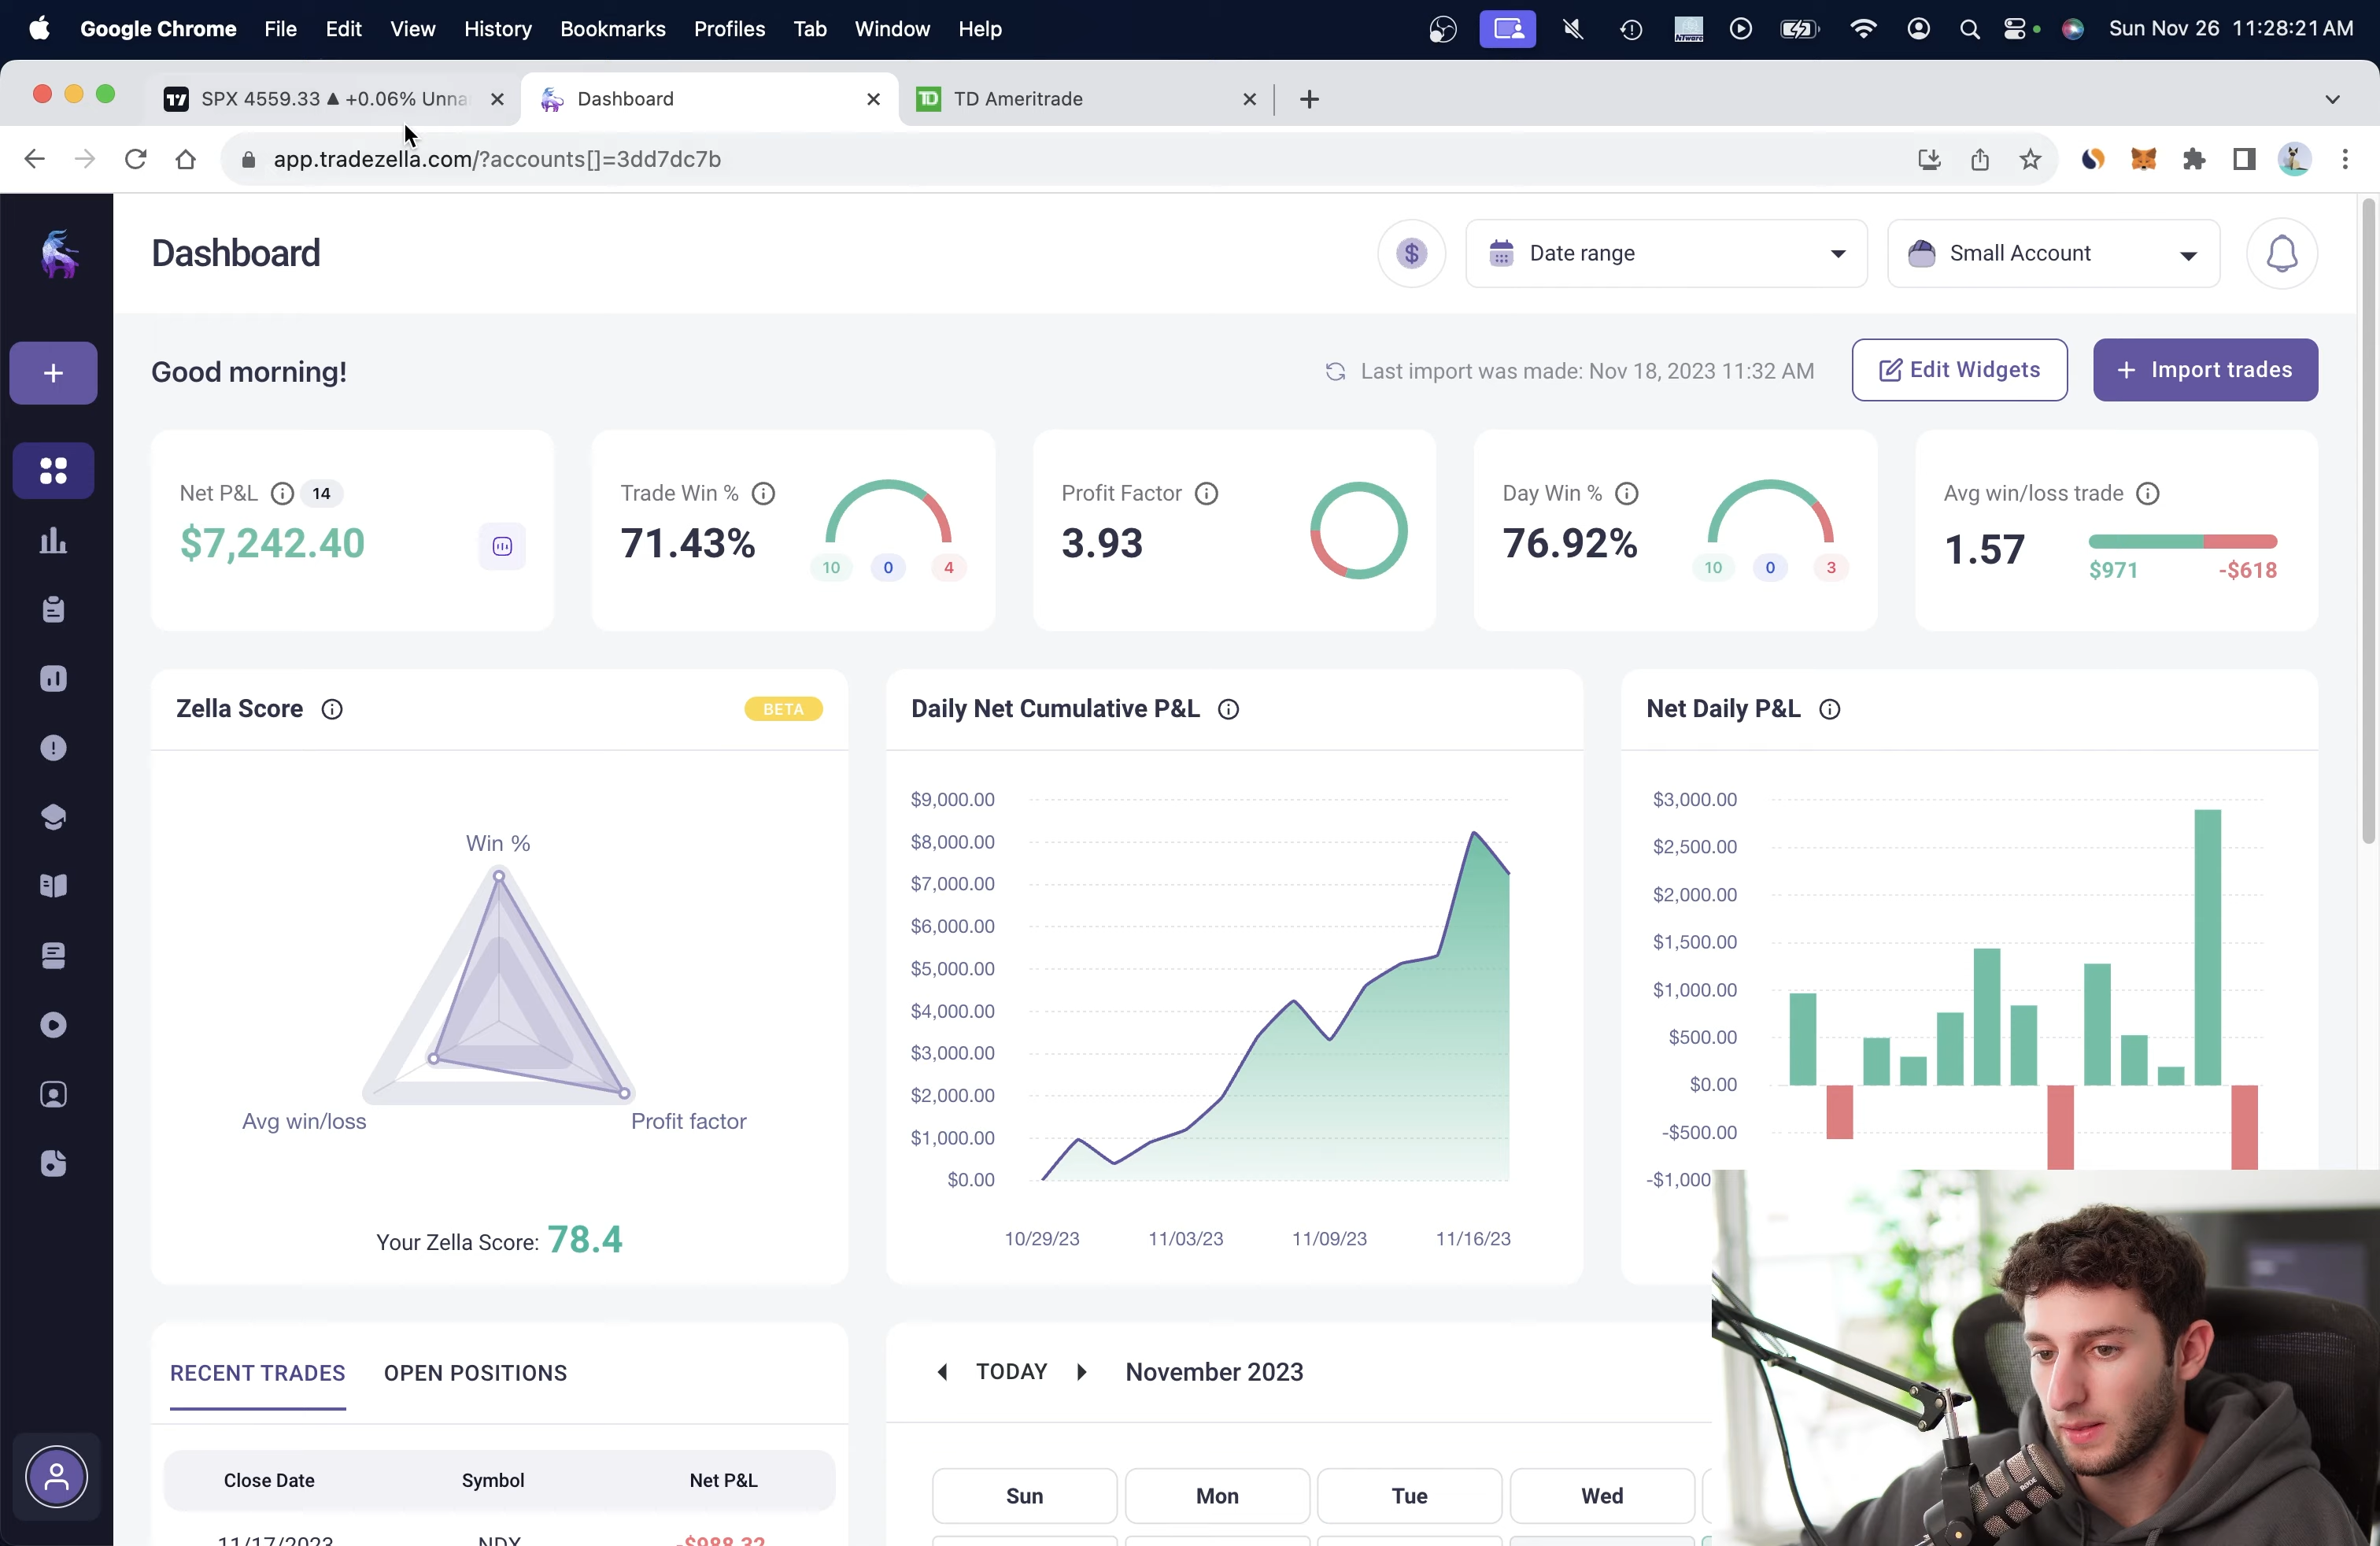 Google Chrome File Edit View History Bookmarks Profiles Tab Window Help Sun Nov 26 11:28:21 AM
SPX 4559.33 ▲ +0.06% Unna Dashboard TD Ameritrade
app.tradezella.com/?accounts[]=3dd7dc7b
Dashboard $ Date range Small Account
Good morning! Last import was made: Nov 18, 2023 11:32 AM Edit Widgets + Import trades
Net P&L 14
$7,242.40
Trade Win %
71.43%
10 0 4
Profit Factor
3.93
Day Win %
76.92%
10 0 3
Avg win/loss trade
1.57
$971 -$618
Zella Score BETA
Win %
Avg win/loss Profit factor
Your Zella Score: 78.4
Daily Net Cumulative P&L
$9,000.00
$8,000.00
$7,000.00
$6,000.00
$5,000.00
$4,000.00
$3,000.00
$2,000.00
$1,000.00
$0.00
10/29/23 11/03/23 11/09/23 11/16/23
Net Daily P&L
$3,000.00
$2,500.00
$2,000.00
$1,500.00
$1,000.00
$500.00
$0.00
-$500.00
-$1,000
RECENT TRADES OPEN POSITIONS
Close Date Symbol Net P&L
11/17/2023 NDX -$988.32
TODAY November 2023
Sun Mon Tue Wed
RODE